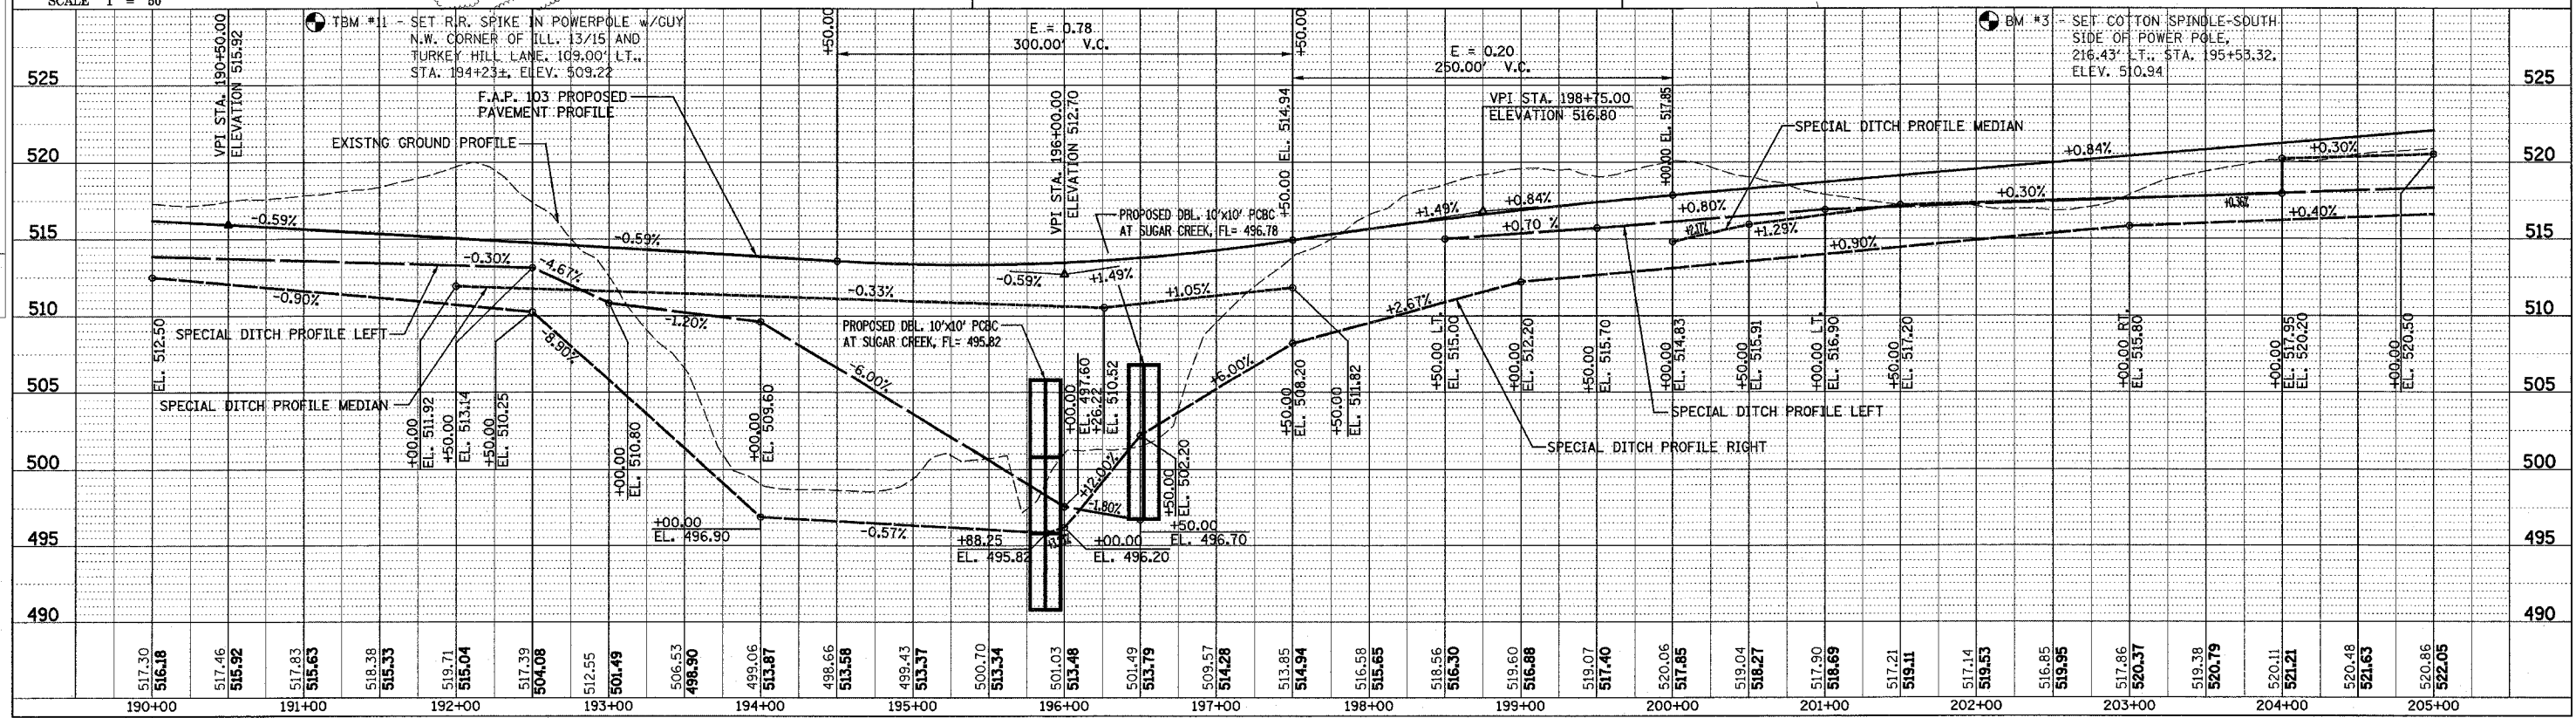 SCALE 1" = 50'
TBM #11 - SET R.R. SPIKE IN POWERPOLE w/GUY
N.W. CORNER OF ILL. 13/15 AND
TURKEY HILL LANE. 109.00' LT.,
STA. 194+23±, ELEV. 509.22
VPI STA. 190+50.00
ELEVATION 515.92
+50.00
E = 0.78
300.00' V.C.
+50.00
E = 0.20
250.00' V.C.
BM #3 - SET COTTON SPINDLE-SOUTH
SIDE OF POWER POLE,
216.43' LT., STA. 195+53.32,
ELEV. 510.94
525
525
F.A.P. 103 PROPOSED
PAVEMENT PROFILE
EXISTNG GROUND PROFILE
VPI STA. 196+00.00
ELEVATION 512.70
+50.00 EL. 514.94
VPI STA. 198+75.00
ELEVATION 516.80
+00.00 EL. 517.85
SPECIAL DITCH PROFILE MEDIAN
520
520
+0.84%
+0.30%
-0.59%
-0.59%
-0.59%
+1.49%
PROPOSED DBL. 10'x10' PCBC
AT SUGAR CREEK, FL= 496.78
+1.49%
+0.84%
+0.80%
+0.70 %
+1.29%
+0.30%
+0.40%
+0.90%
515
515
-0.30%
-4.67%
-0.90%
-0.33%
+1.05%
+2.67%
510
510
EL. 512.50
SPECIAL DITCH PROFILE LEFT
-1.20%
-8.90%
PROPOSED DBL. 10'x10' PCBC
AT SUGAR CREEK, FL= 495.82
-6.00%
+6.00%
505
505
SPECIAL DITCH PROFILE MEDIAN
+00.00
EL. 511.92
+50.00
EL. 513.14
+50.00
EL. 510.25
+00.00
EL. 510.80
+00.00
EL. 509.60
+00.00
EL. 497.60
+26.22
EL. 510.52
+50.00
EL. 508.20
+50.00
EL. 511.82
+50.00 LT.
EL. 515.00
+00.00
EL. 512.20
+50.00
EL. 515.70
+00.00
EL. 514.83
+50.00
EL. 515.91
+00.00 LT.
EL. 516.90
+50.00
EL. 517.20
+00.00 RT.
EL. 515.80
+00.00
EL. 517.95
EL. 520.20
+00.00
EL. 520.50
SPECIAL DITCH PROFILE LEFT
SPECIAL DITCH PROFILE RIGHT
500
500
+12.00%
-1.80%
+50.00
EL. 502.20
+00.00
EL. 496.90
-0.57%
+88.25
EL. 495.82
+00.00
EL. 496.20
+50.00
EL. 496.70
495
495
490
490
517.30 517.46 517.83 518.38 519.71 517.39 512.55 506.53 499.06 498.66 499.43 500.70 501.03 501.49 509.57 513.85 516.58 518.56 519.60 519.07 520.06 519.04 517.90 517.21 517.14 516.85 517.86 519.38 520.11 520.48 520.86
516.18 515.92 515.63 515.33 515.04 504.08 501.49 498.90 513.87 513.58 513.37 513.34 513.48 513.79 514.28 514.94 515.65 516.30 516.88 517.40 517.85 518.27 518.69 519.11 519.53 519.95 520.37 520.79 521.21 521.63 522.05
190+00 191+00 192+00 193+00 194+00 195+00 196+00 197+00 198+00 199+00 200+00 201+00 202+00 203+00 204+00 205+00